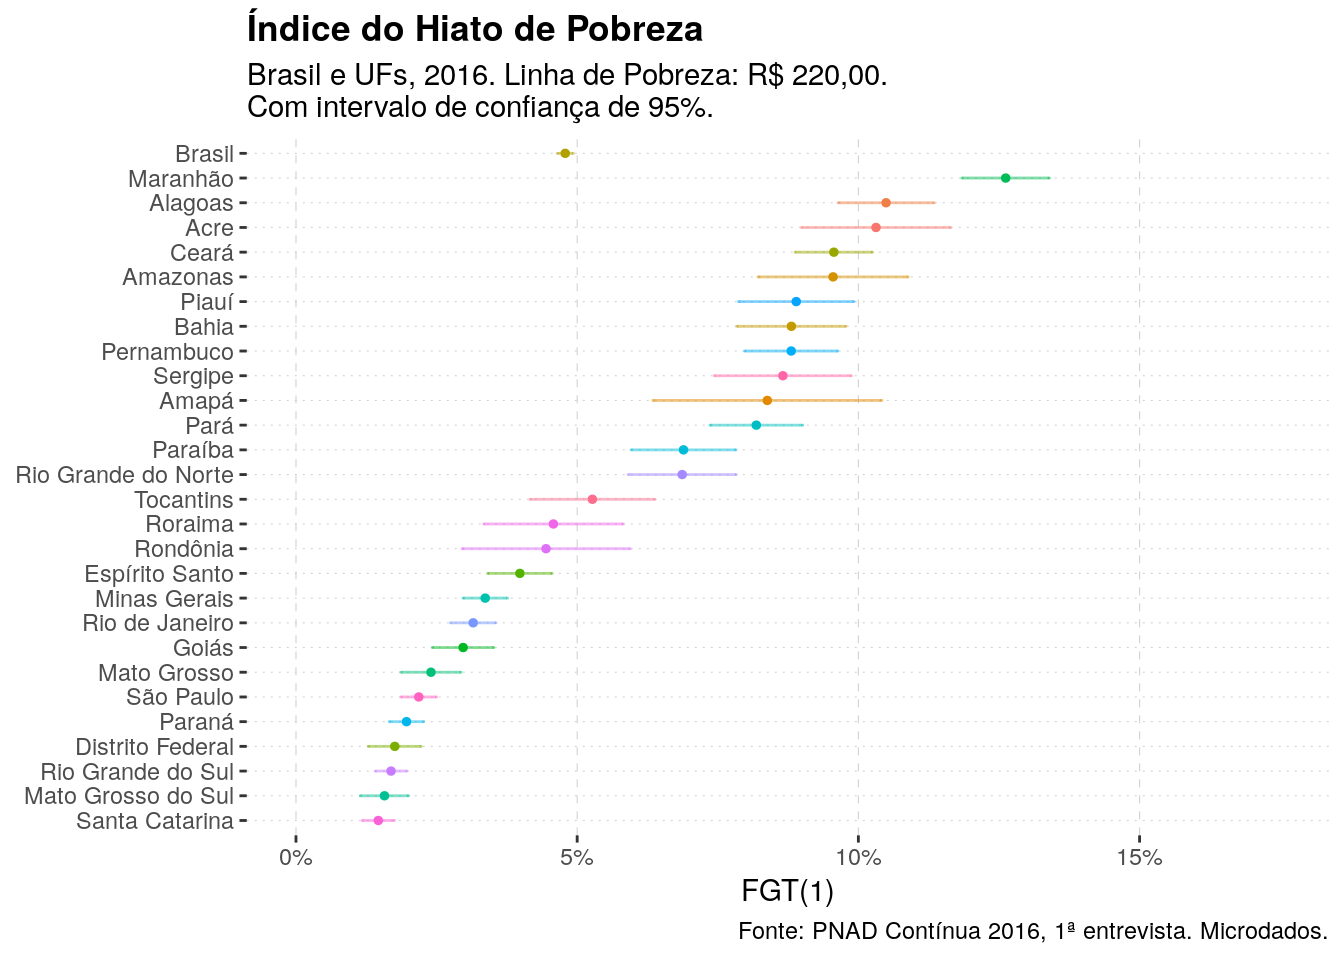 Índice do Hiato de Pobreza
Brasil e UFs, 2016. Linha de Pobreza: R$ 220,00.
Com intervalo de confiança de 95%.
Brasil
Maranhão
Alagoas
Acre
Ceará
Amazonas
Piauí
Bahia
Pernambuco
Sergipe
Amapá
Pará
Paraíba
Rio Grande do Norte
Tocantins
Roraima
Rondônia
Espírito Santo
Minas Gerais
Rio de Janeiro
Goiás
Mato Grosso
São Paulo
Paraná
Distrito Federal
Rio Grande do Sul
Mato Grosso do Sul
Santa Catarina
0% 5% 10% 15%
FGT(1)
Fonte: PNAD Contínua 2016, 1ª entrevista. Microdados.